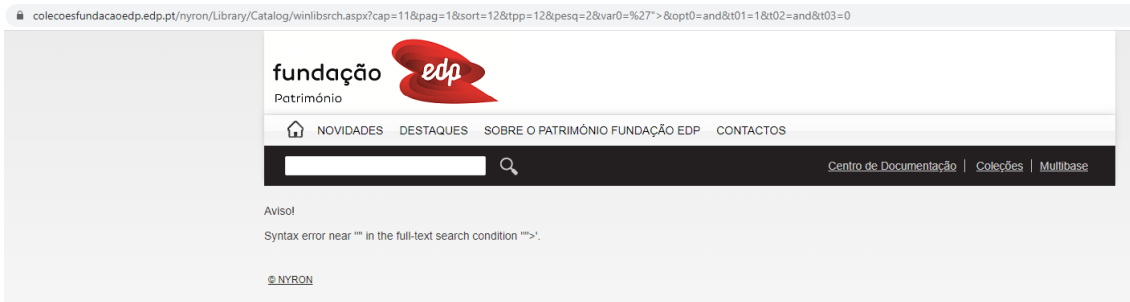 colecoesfundacaoedp.edp.pt/nyron/Library/Catalog/winlibsrch.aspx?cap=11&pag=1&sort=12&tpp=12&pesq=2&var0=%27">&opt0=and&t01=1&t02=and&t03=0
fundação edp
Património
NOVIDADES DESTAQUES SOBRE O PATRIMÓNIO FUNDAÇÃO EDP CONTACTOS
Centro de Documentação | Coleções | Multibase
Aviso!
Syntax error near '"' in the full-text search condition '"'>'.
© NYRON